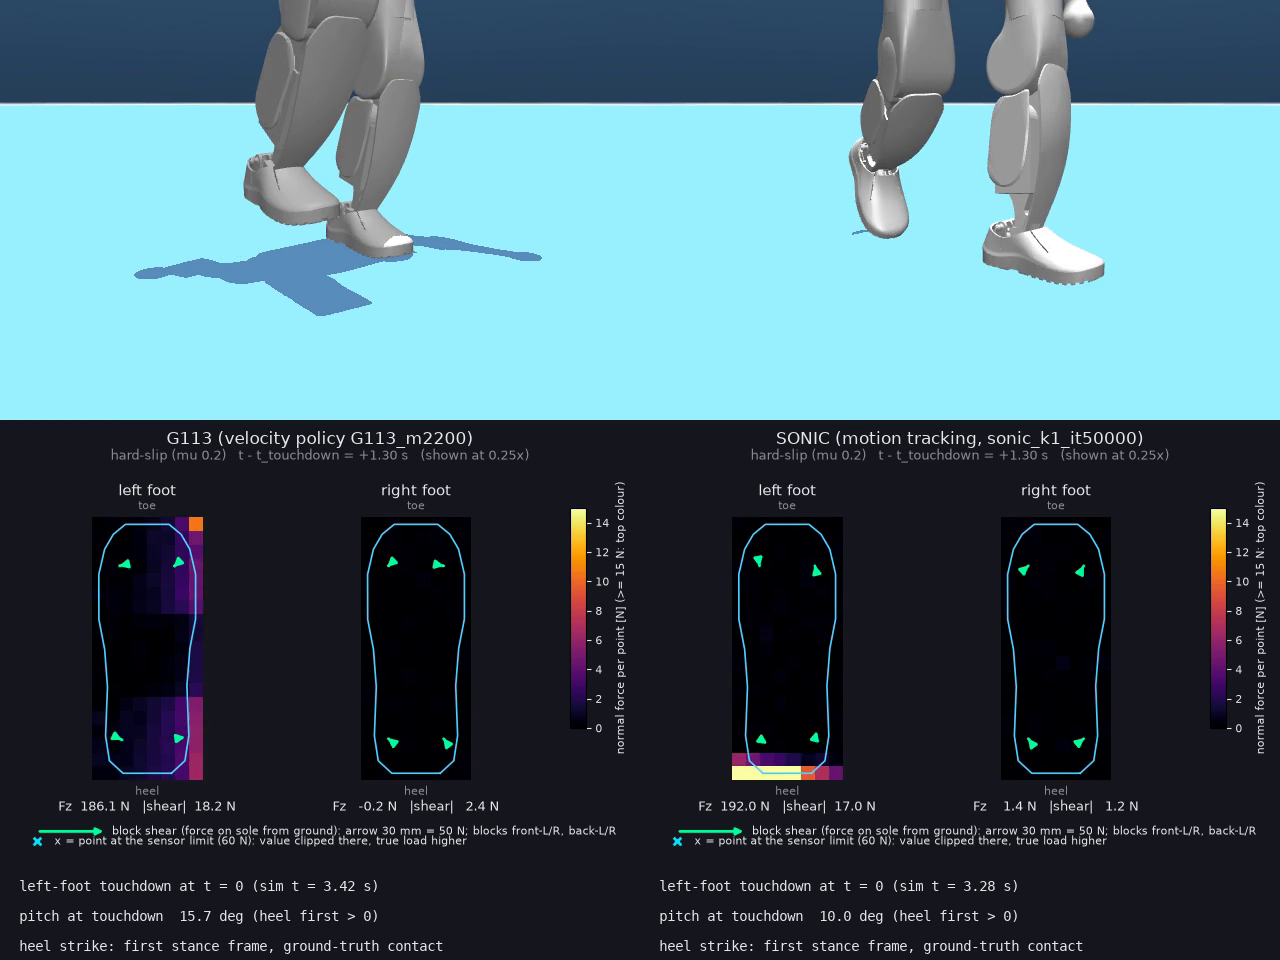 G113 (velocity policy G113_m2200)
hard-slip (mu 0.2)   t - t_touchdown = +1.30 s   (shown at 0.25x)
left foot
toe
right foot
toe
14
12
10
8
6
4
2
0
normal force per point [N] (>= 15 N: top colour)
heel
Fz  186.1 N   |shear|  18.2 N
heel
Fz   -0.2 N   |shear|   2.4 N
block shear (force on sole from ground): arrow 30 mm = 50 N; blocks front-L/R, back-L/R
x = point at the sensor limit (60 N): value clipped there, true load higher
left-foot touchdown at t = 0 (sim t = 3.42 s)
pitch at touchdown  15.7 deg (heel first > 0)
heel strike: first stance frame, ground-truth contact
SONIC (motion tracking, sonic_k1_it50000)
hard-slip (mu 0.2)   t - t_touchdown = +1.30 s   (shown at 0.25x)
left foot
toe
right foot
toe
14
12
10
8
6
4
2
0
normal force per point [N] (>= 15 N: top colour)
heel
Fz  192.0 N   |shear|  17.0 N
heel
Fz    1.4 N   |shear|   1.2 N
block shear (force on sole from ground): arrow 30 mm = 50 N; blocks front-L/R, back-L/R
x = point at the sensor limit (60 N): value clipped there, true load higher
left-foot touchdown at t = 0 (sim t = 3.28 s)
pitch at touchdown  10.0 deg (heel first > 0)
heel strike: first stance frame, ground-truth contact